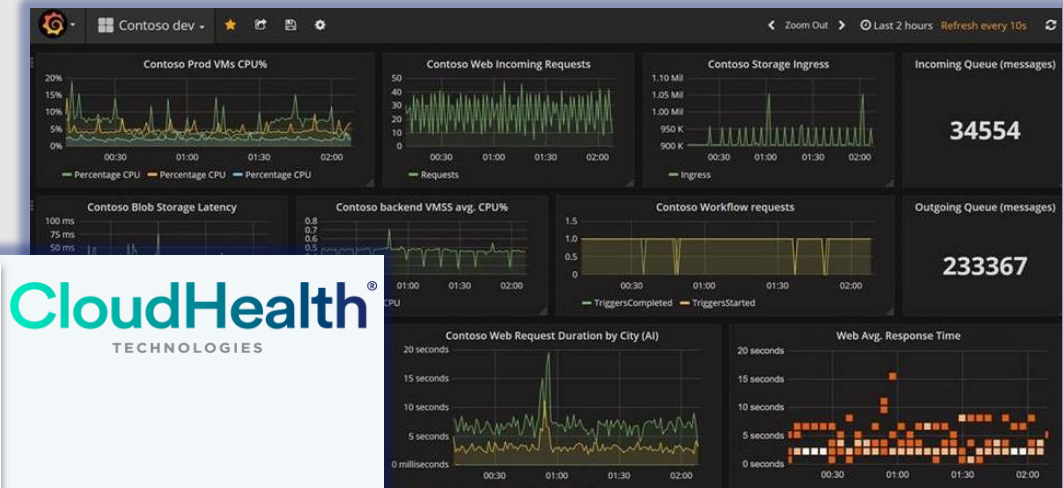 Contoso dev
Zoom Out
Last 2 hours Refresh every 10s
Contoso Prod VMs CPU%
20%
15%
10%
5%
0%
00:30 01:00 01:30 02:00
Percentage CPU Percentage CPU Percentage CPU
Contoso Web Incoming Requests
50
40
30
20
10
0
00:30 01:00 01:30 02:00
Requests
Contoso Storage Ingress
1.10 Mil
1.05 Mil
1.00 Mil
950 K
900 K
00:30 01:00 01:30 02:00
Ingress
Incoming Queue (messages)
34554
Contoso Blob Storage Latency
100 ms
75 ms
50 ms
Contoso backend VMSS avg. CPU%
0.8
0.7
0.6
0.5
01:00 01:30 02:00
CPU
Contoso Workflow requests
1.5
1.0
0.5
0
00:30 01:00 01:30 02:00
TriggersCompleted TriggersStarted
Outgoing Queue (messages)
233367
CloudHealth®
TECHNOLOGIES
Contoso Web Request Duration by City (AI)
20 seconds
15 seconds
10 seconds
5 seconds
0 milliseconds
00:30 01:00 01:30 02:00
Web Avg. Response Time
20 seconds
15 seconds
10 seconds
5 seconds
0 seconds
00:30 01:00 01:30 02:00